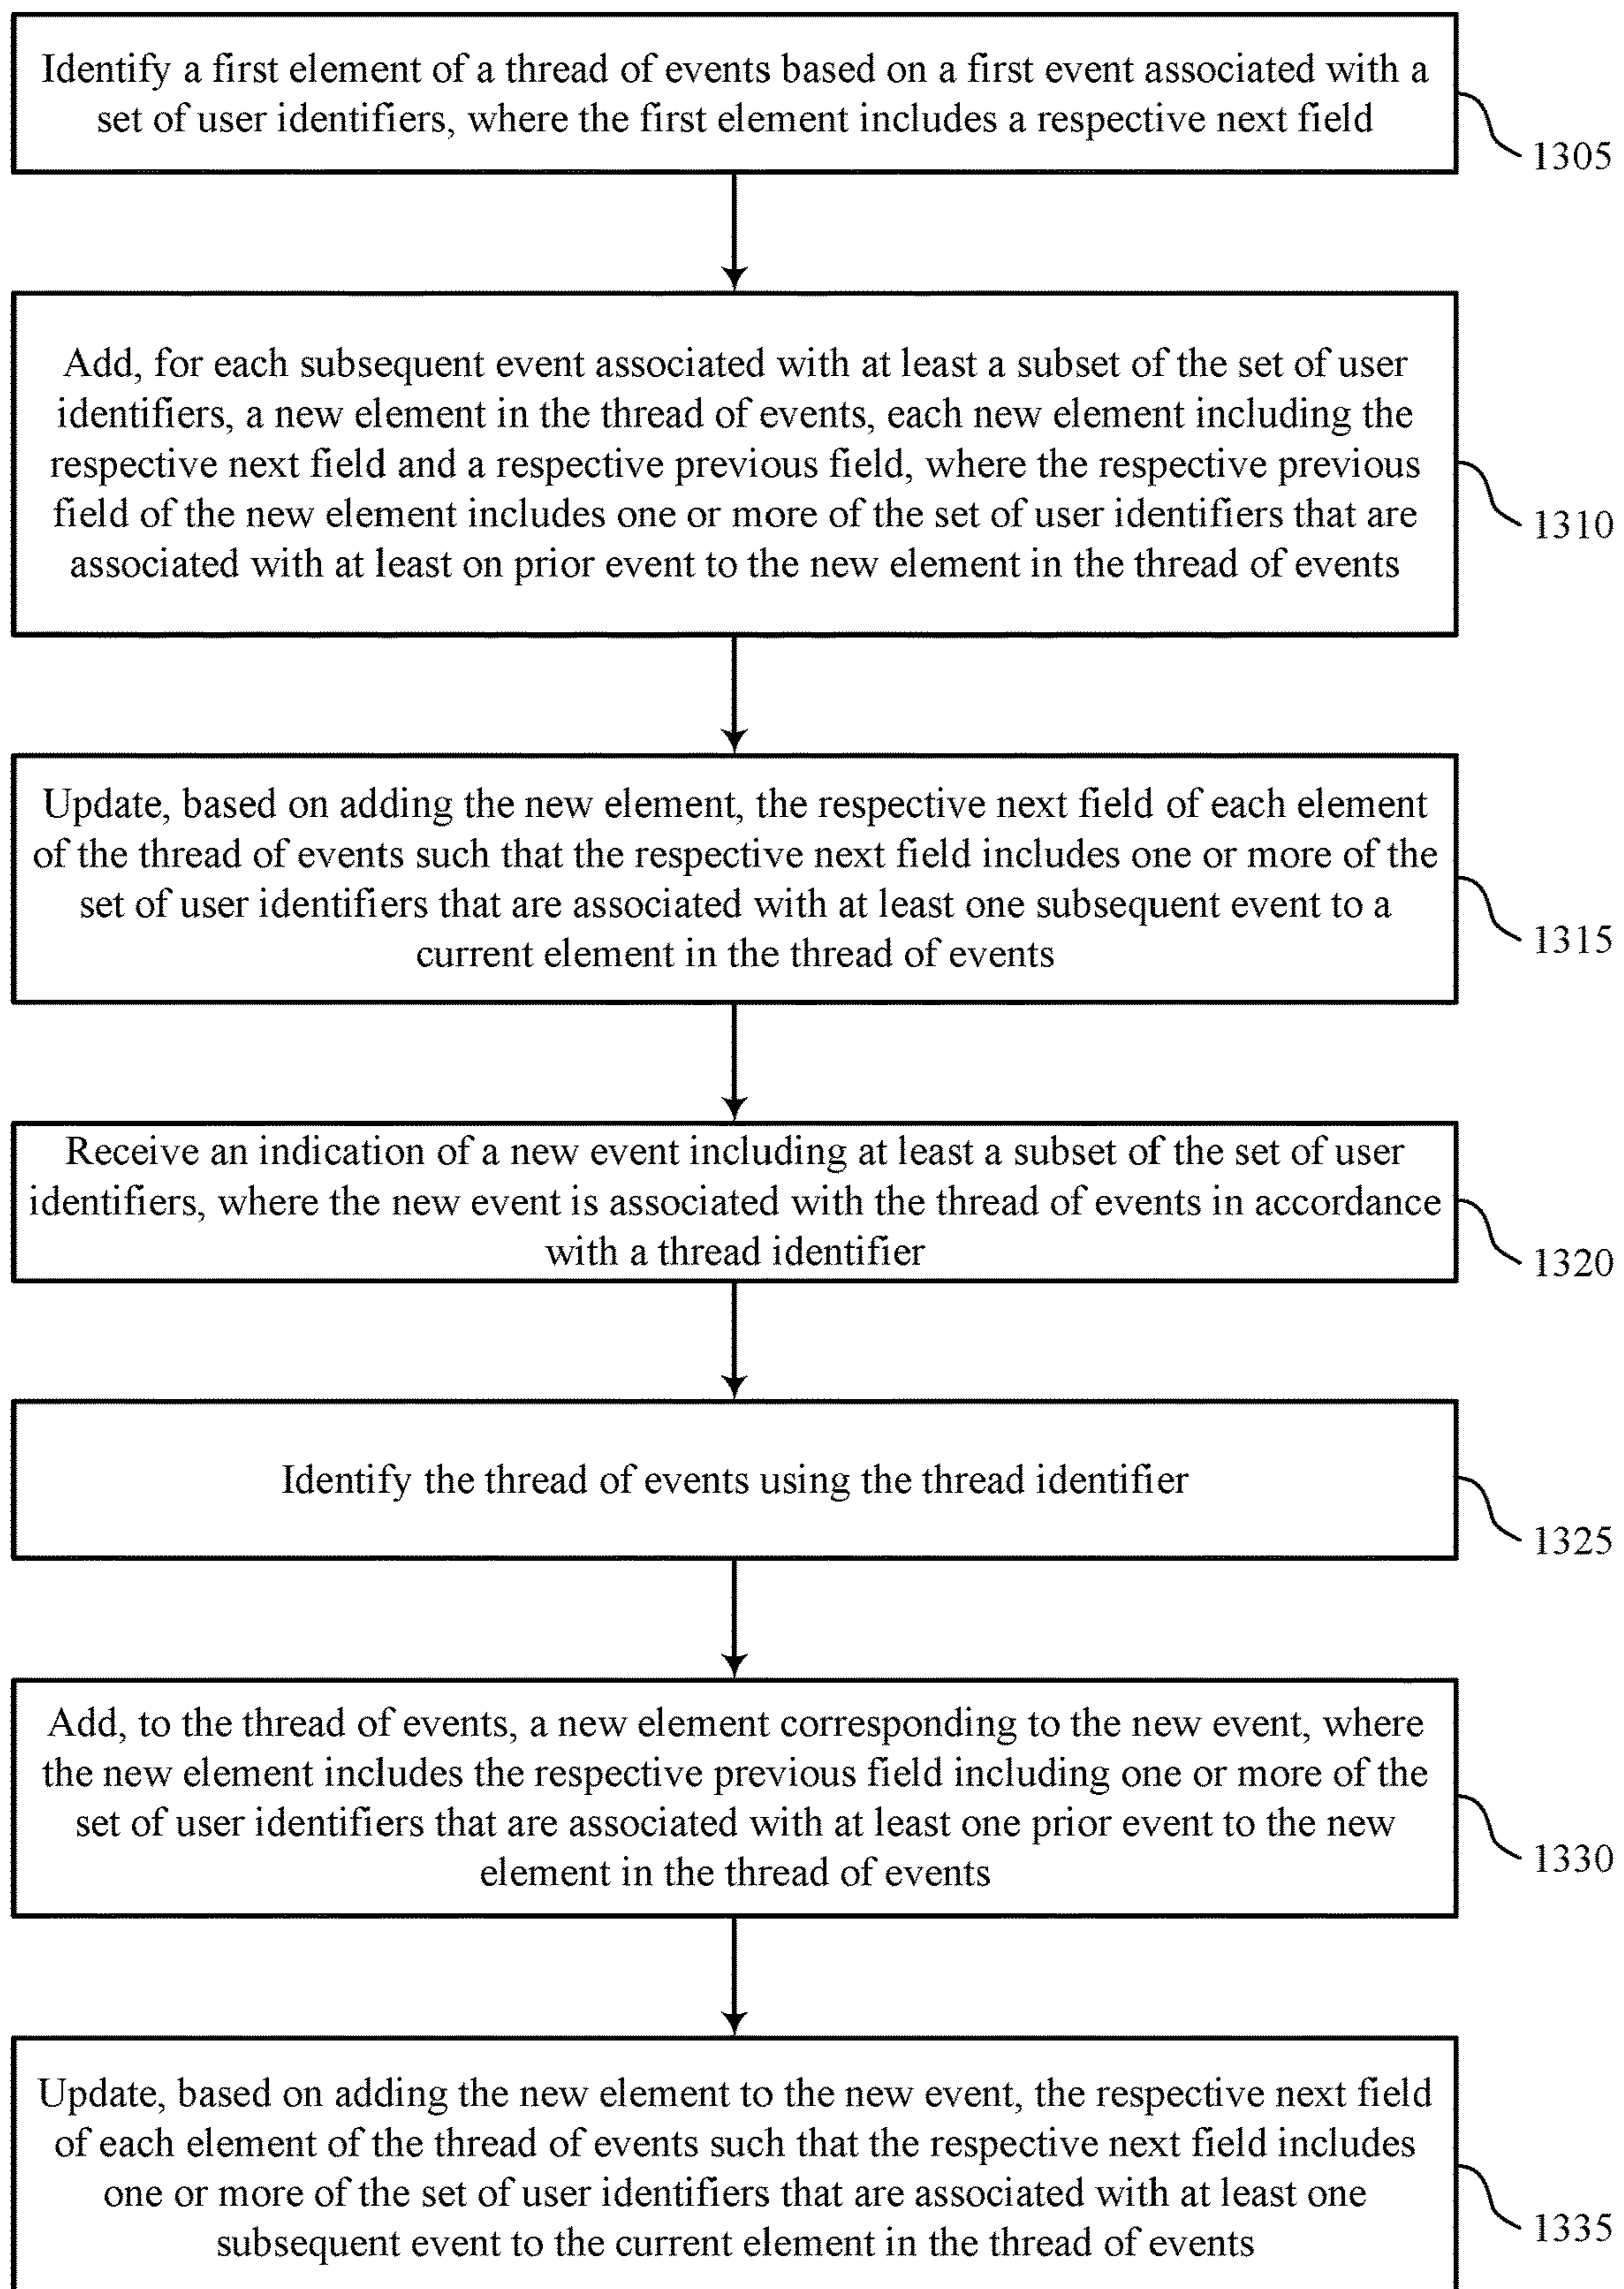 Identify a first element of a thread of events based on a first event associated with a
set of user identifiers, where the first element includes a respective next field
1305
Add, for each subsequent event associated with at least a subset of the set of user
identifiers, a new element in the thread of events, each new element including the
respective next field and a respective previous field, where the respective previous
field of the new element includes one or more of the set of user identifiers that are
associated with at least on prior event to the new element in the thread of events
1310
Update, based on adding the new element, the respective next field of each element
of the thread of events such that the respective next field includes one or more of the
set of user identifiers that are associated with at least one subsequent event to a
current element in the thread of events
1315
Receive an indication of a new event including at least a subset of the set of user
identifiers, where the new event is associated with the thread of events in accordance
with a thread identifier
1320
Identify the thread of events using the thread identifier
1325
Add, to the thread of events, a new element corresponding to the new event, where
the new element includes the respective previous field including one or more of the
set of user identifiers that are associated with at least one prior event to the new
element in the thread of events
1330
Update, based on adding the new element to the new event, the respective next field
of each element of the thread of events such that the respective next field includes
one or more of the set of user identifiers that are associated with at least one
subsequent event to the current element in the thread of events
1335